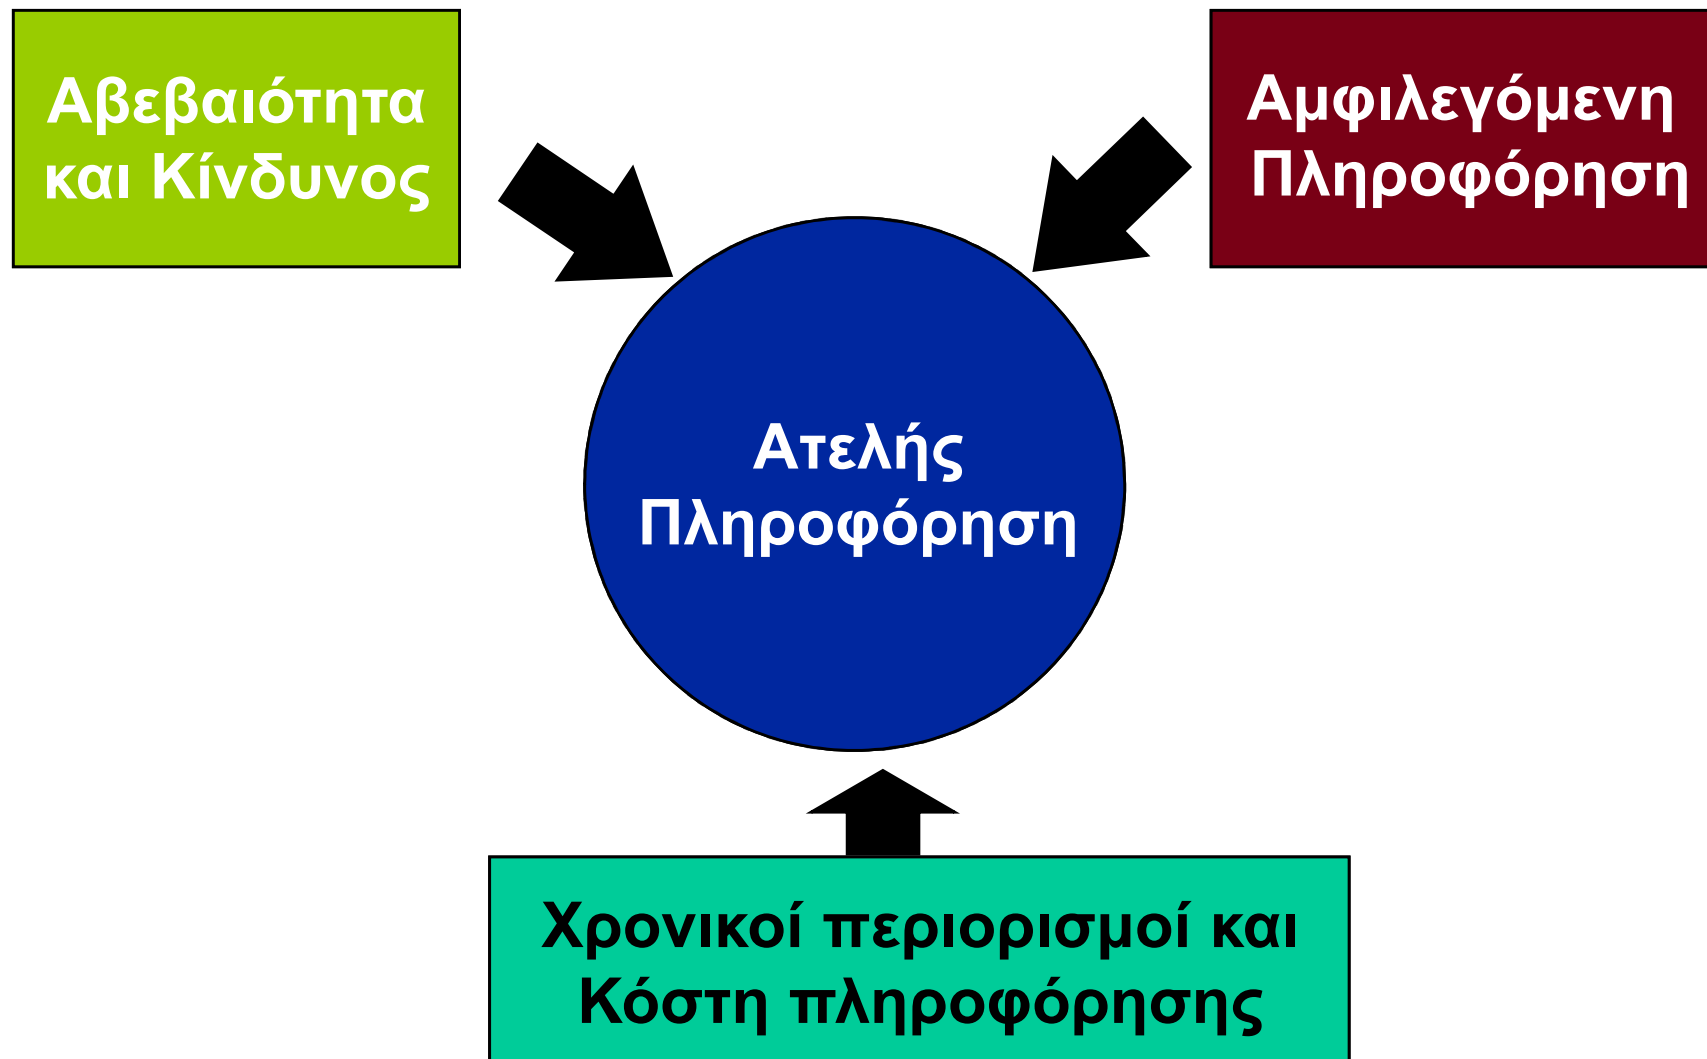 Αβεβαιότητα
και Κίνδυνος
Αμφιλεγόμενη
Πληροφόρηση
Ατελής
Πληροφόρηση
Χρονικοί περιορισμοί και
Κόστη πληροφόρησης